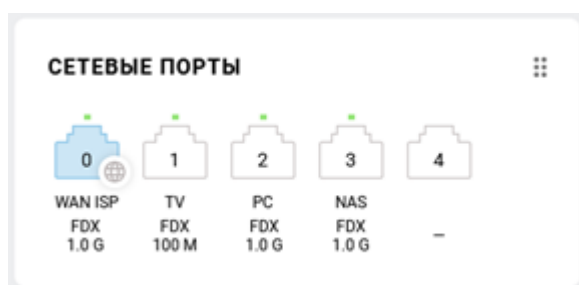 СЕТЕВЫЕ ПОРТЫ
0 1 2 3 4
WAN ISP TV PC NAS
FDX FDX FDX FDX
1.0 G 100 M 1.0 G 1.0 G –